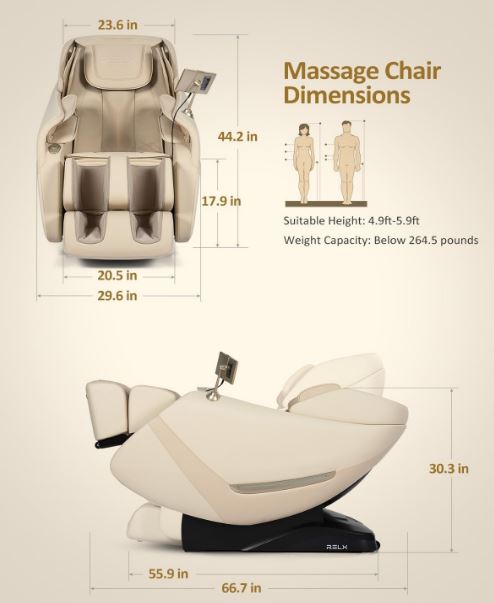 23.6 in
Massage Chair
Dimensions
44.2 in
17.9 in
Suitable Height: 4.9ft-5.9ft
Weight Capacity: Below 264.5 pounds
20.5 in
29.6 in
30.3 in
RELX
55.9 in
66.7 in